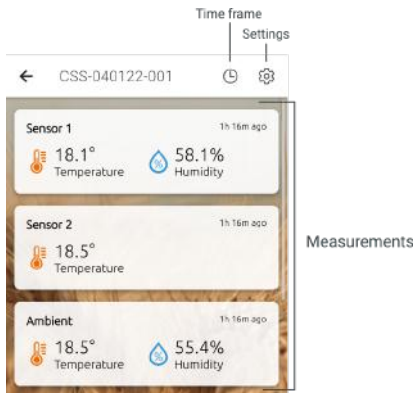 Time frame
Settings
CSS-040122-001
Sensor 1
1h 16m ago
18.1°
58.1%
Temperature
Humidity
Sensor 2
1h 16m ago
18.5°
Temperature
Measurements
Ambient
1h 16m ago
18.5°
55.4%
Temperature
Humidity